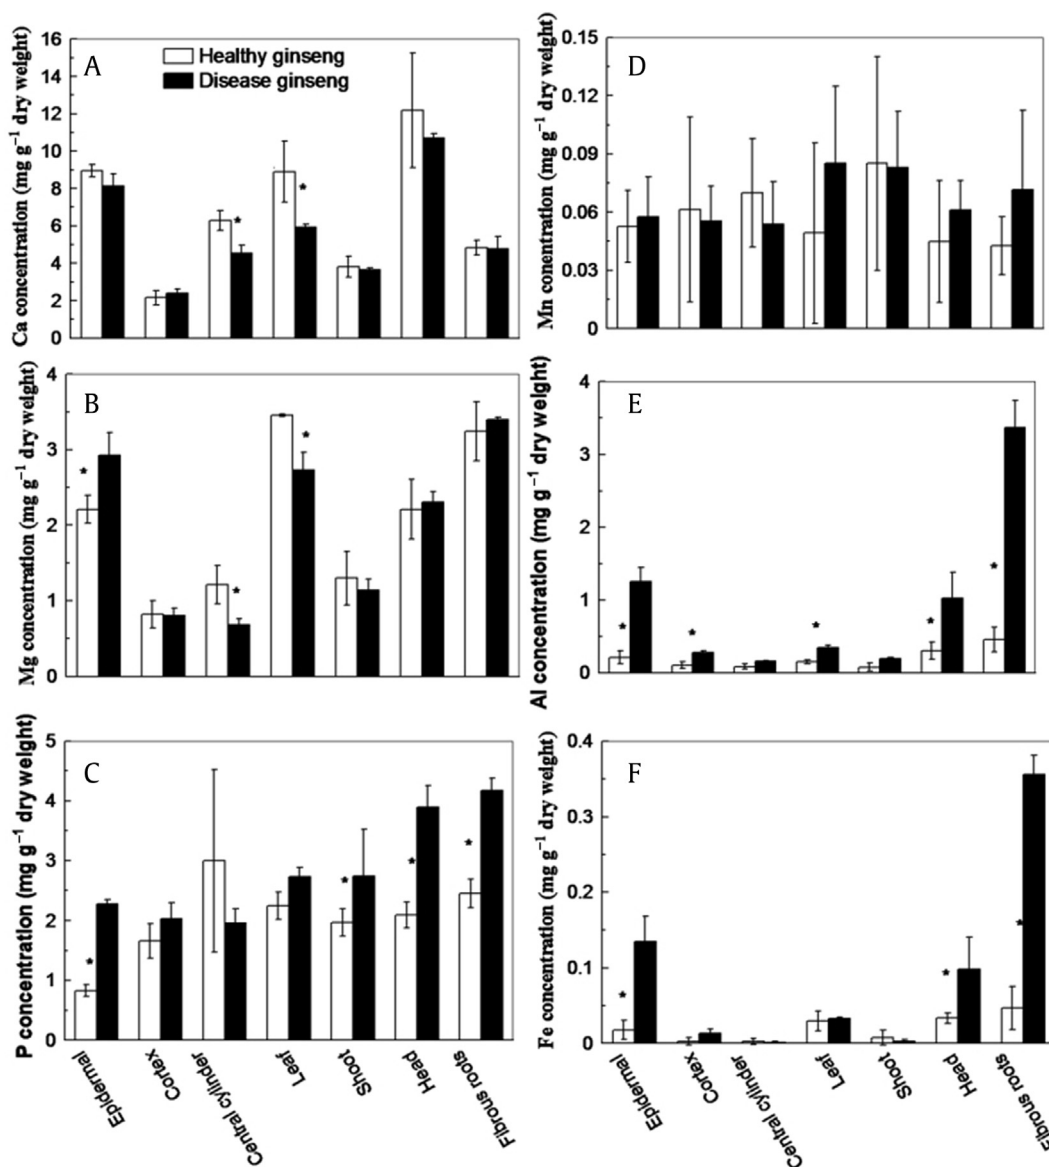 A
Healthy ginseng
Disease ginseng
Ca concentration (mg g⁻¹ dry weight)
16
14
12
10
8
6
4
2
0
*
*
B
Mg concentration (mg g⁻¹ dry weight)
4
3
2
1
0
*
*
*
C
P concentration (mg g⁻¹ dry weight)
5
4
3
2
1
0
*
*
*
*
Epidermal
Cortex
Central cylinder
Leaf
Shoot
Head
Fibrous roots
D
Mn conentration (mg g⁻¹ dry weight)
0.15
0.12
0.09
0.06
0.03
0
E
Al concentration (mg g⁻¹ dry weight)
4
3
2
1
0
*
*
*
*
*
F
Fe concentration (mg g⁻¹ dry weight)
0.4
0.3
0.2
0.1
0
*
*
*
Epidermal
Cortex
Central cylinder
Leaf
Shoot
Head
Fibrous roots